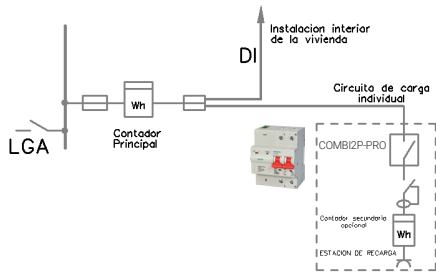 Instalacion interior
de la vivienda
DI
Circuito de carga
individual
Wh
Contador
Principal
LGA
COMBI2P-PRO
Contador secundario
opcional
Wh
ESTACION DE RECARGA